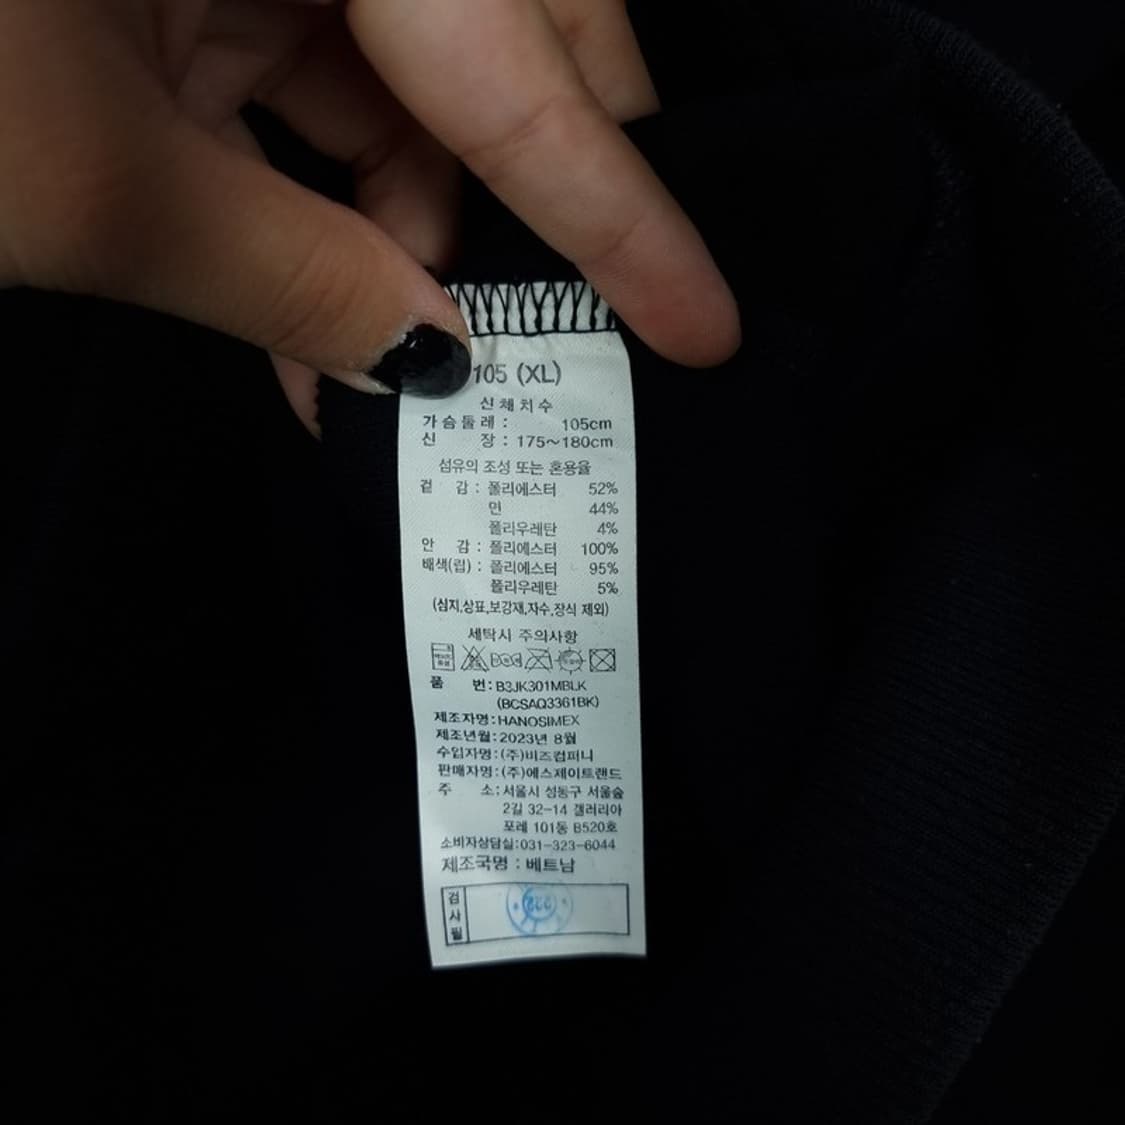 105 (XL)
신 체 치 수
가 슴 둘 레 : 105cm
신 장 : 175~180cm
섬유의 조성 또는 혼용율
겉 감 : 폴리에스터 52%
면 44%
폴리우레탄 4%
안 감 : 폴리에스터 100%
배색(립) : 폴리에스터 95%
폴리우레탄 5%
(심지,상표,보강재,자수,장식 제외)
세탁시 주의사항
품 번: B3JK301MBLK
(BCSAQ3361BK)
제조자명: HANOSIMEX
제조년월: 2023년 8월
수입자명: (주)비즈컴퍼니
판매자명: (주)에스제이트랜드
주 소: 서울시 성동구 서울숲
2길 32-14 갤러리아
포레 101동 B520호
소비자상담실: 031-323-6044
제조국명 : 베트남
검사필
222